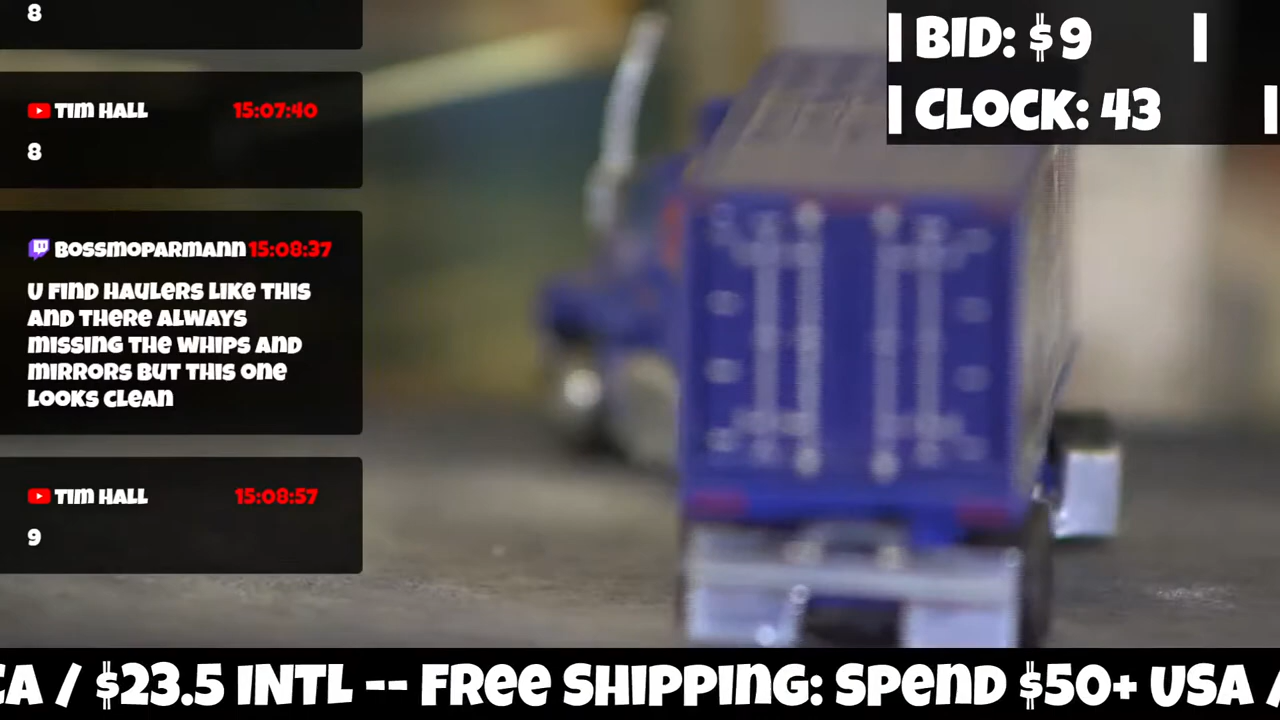 8
TIM HALL 15:07:40
8
BOSSMOPARMANN 15:08:37
U FIND HAULERS LIKE THIS
AND THERE ALWAYS
MISSING THE WHIPS AND
MIRRORS BUT THIS ONE
LOOKS CLEAN
TIM HALL 15:08:57
9
| BID: $9 |
| CLOCK: 43 |
CA / $23.5 INTL -- FREE SHIPPING: SPEND $50+ USA /